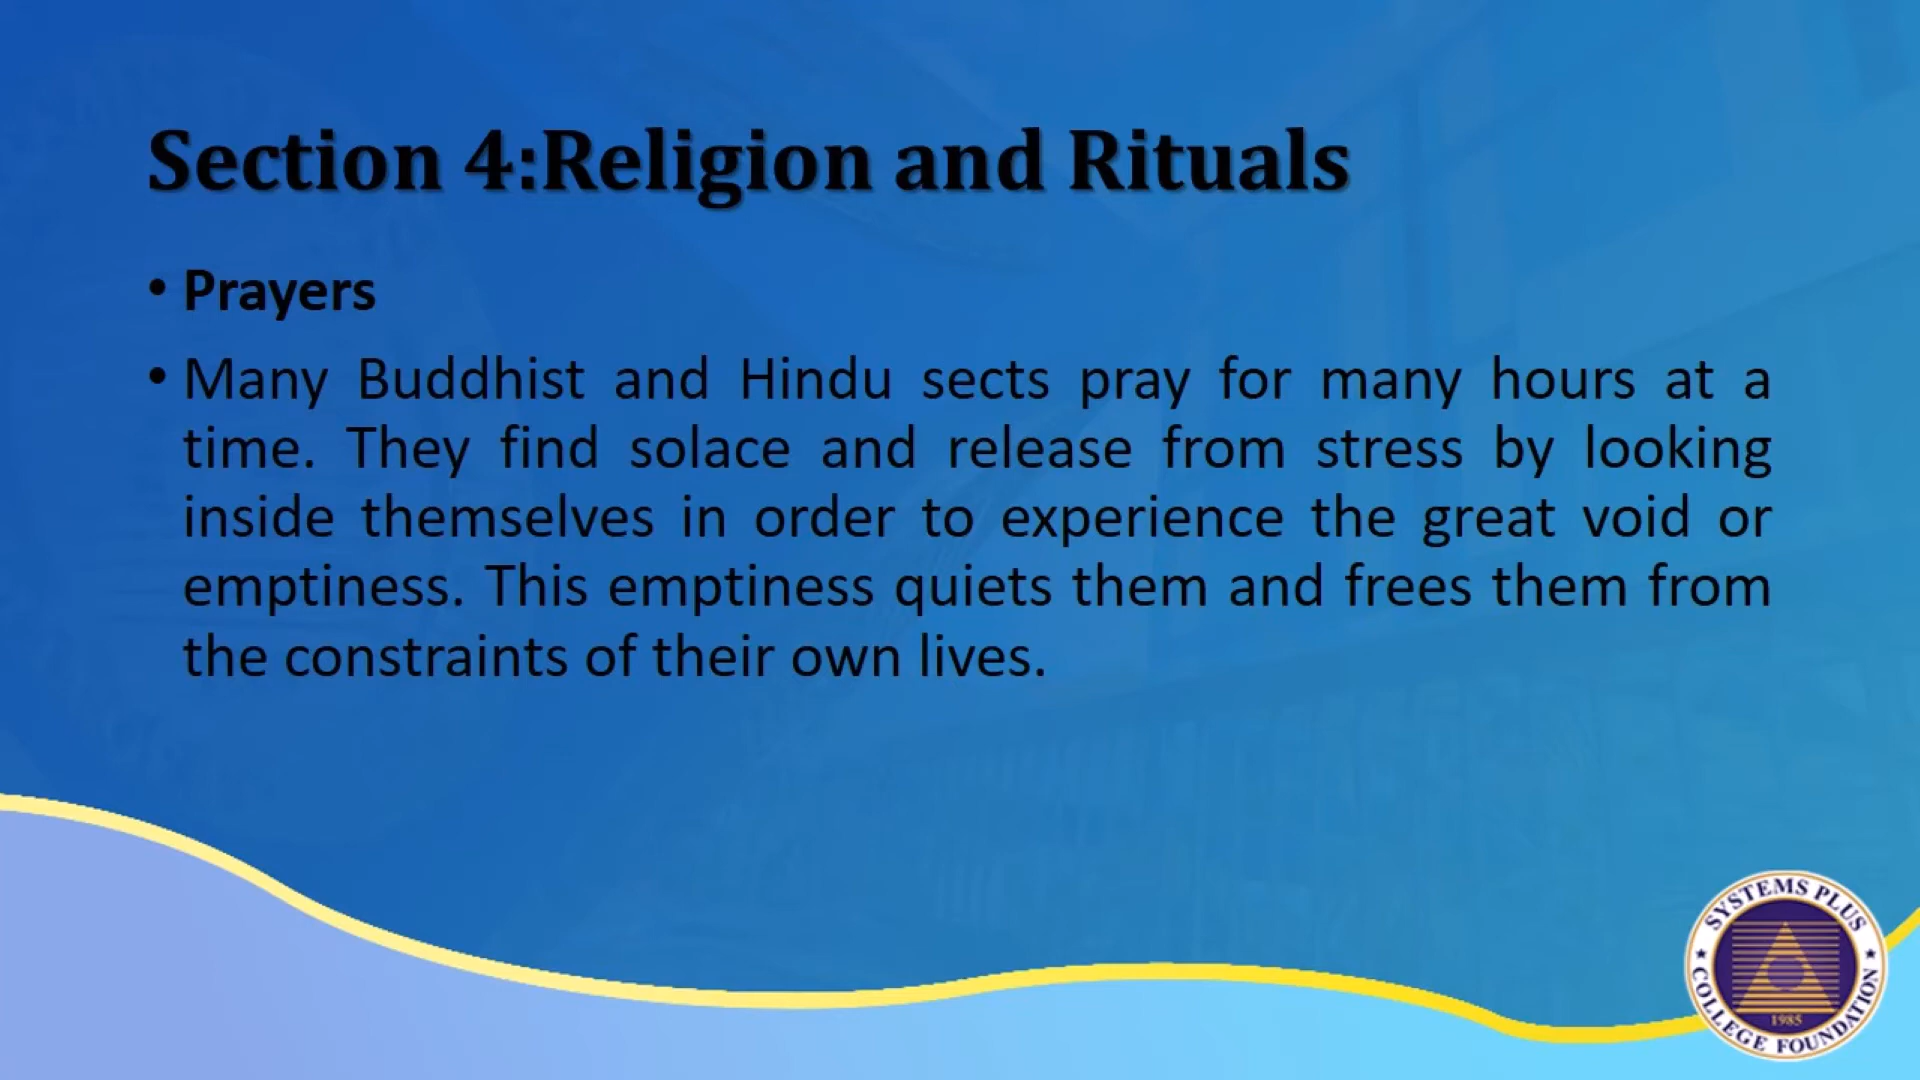 Section 4:Religion and Rituals
• Prayers
• Many Buddhist and Hindu sects pray for many hours at a
time. They find solace and release from stress by looking
inside themselves in order to experience the great void or
emptiness. This emptiness quiets them and frees them from
the constraints of their own lives.
SYSTEMS PLUS
COLLEGE FOUNDATION
1985